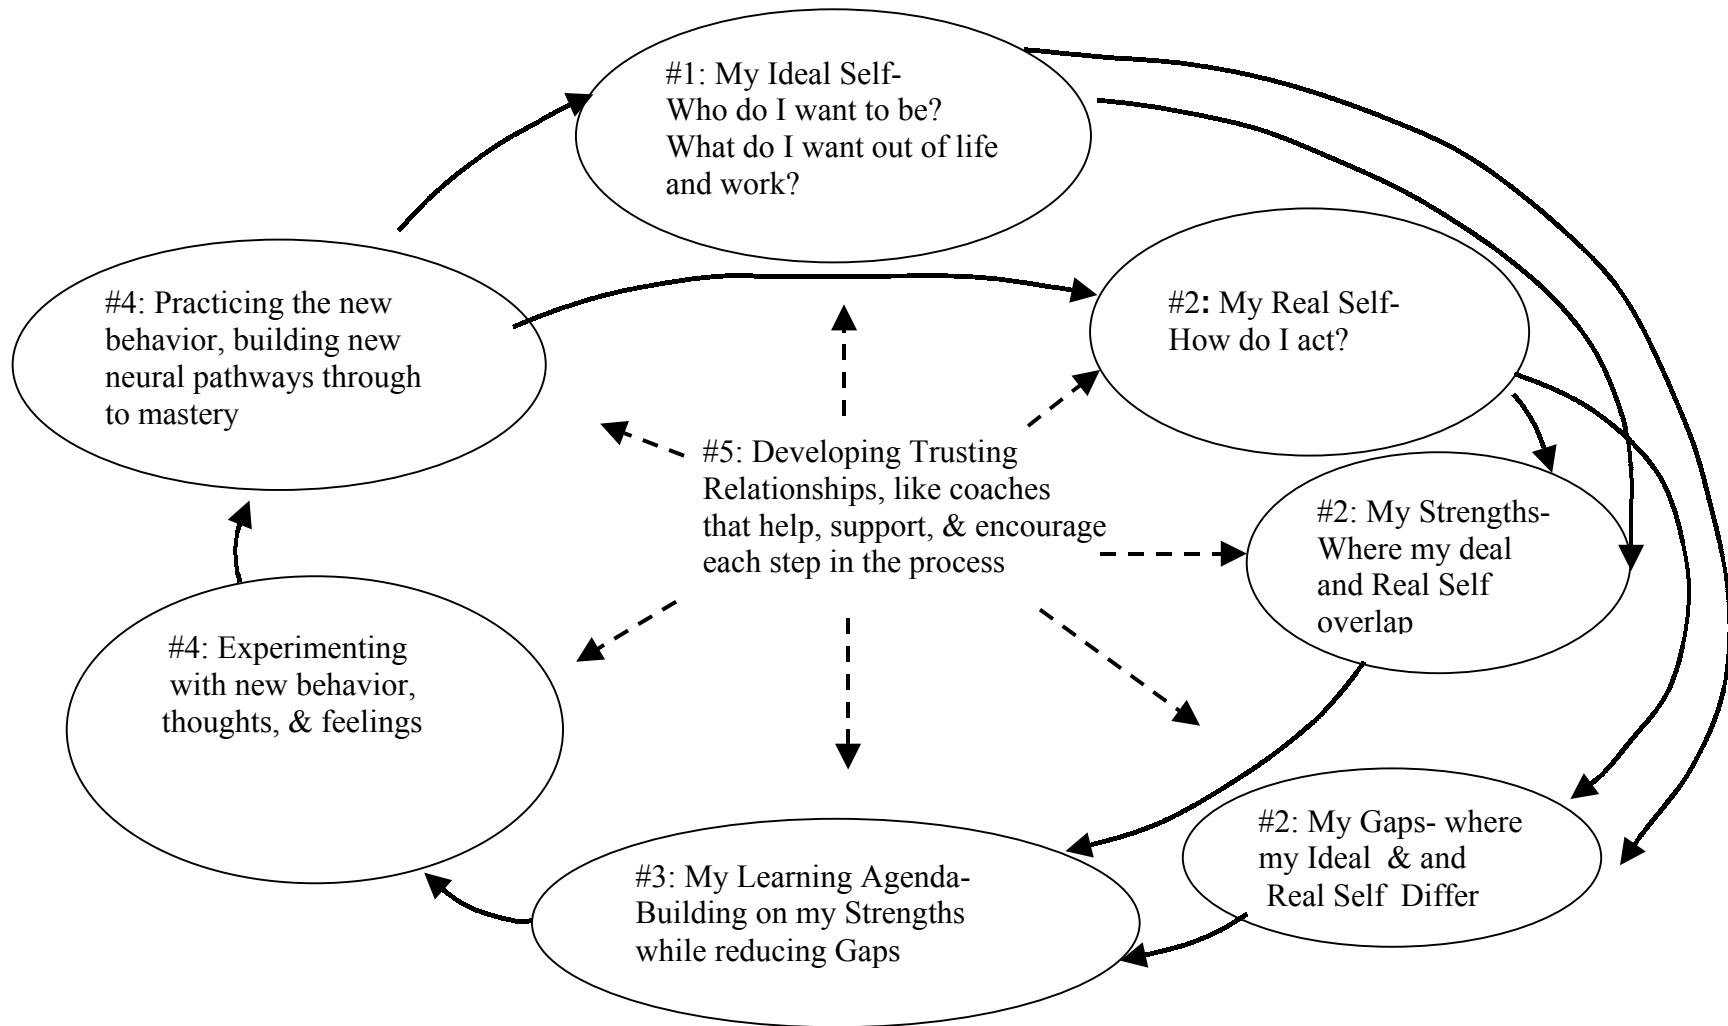 #1: My Ideal Self-
Who do I want to be?
What do I want out of life
and work?
#2: My Real Self-
How do I act?
#2: My Strengths-
Where my deal
and Real Self
overlap
#2: My Gaps- where
my Ideal & and
Real Self Differ
#3: My Learning Agenda-
Building on my Strengths
while reducing Gaps
#4: Experimenting
with new behavior,
thoughts, & feelings
#4: Practicing the new
behavior, building new
neural pathways through
to mastery
#5: Developing Trusting
Relationships, like coaches
that help, support, & encourage
each step in the process